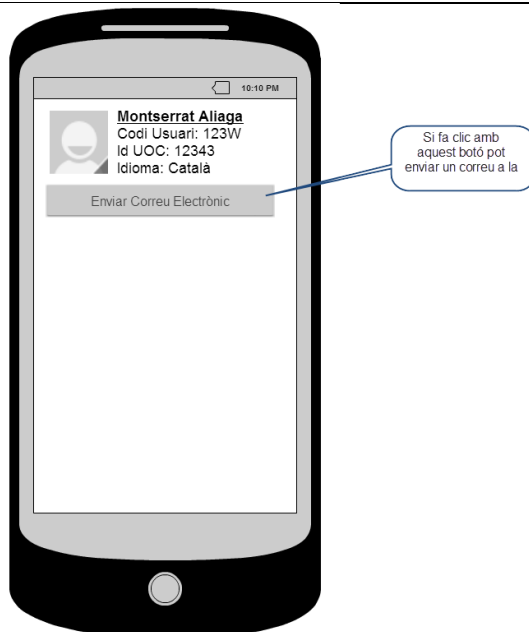 10:10 PM
Montserrat Aliaga
Codi Usuari: 123W
Id UOC: 12343
Idioma: Català
Enviar Correu Electrònic
Si fa clic amb
aquest botó pot
enviar un correu a la